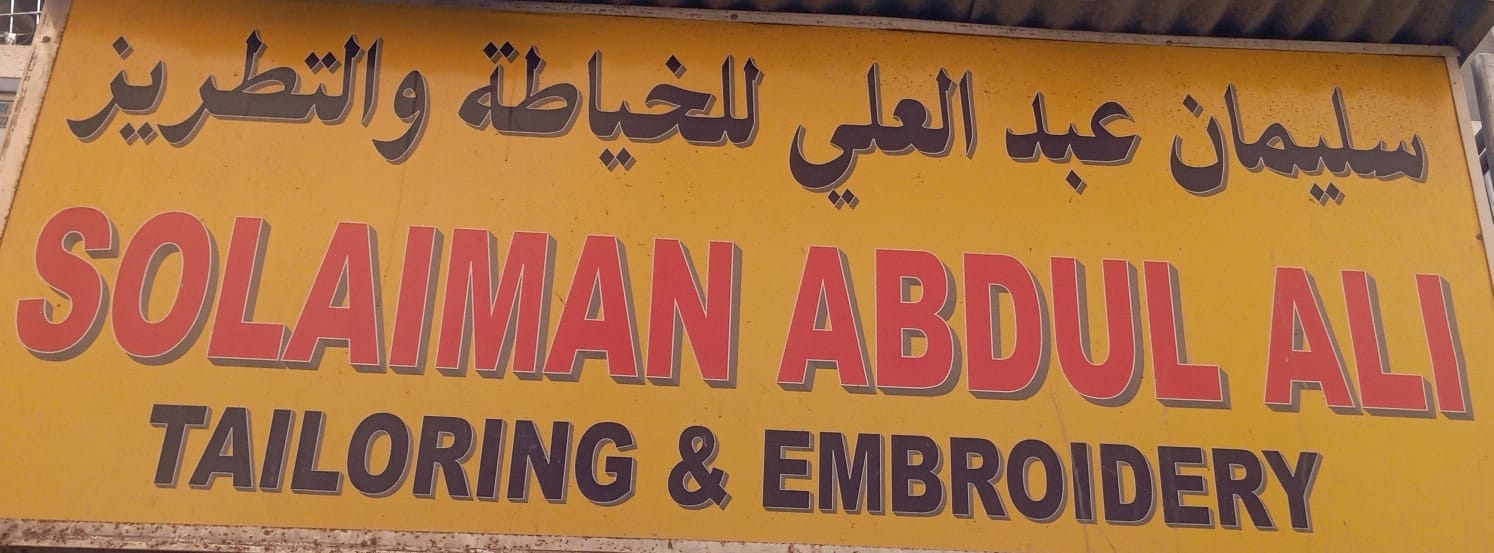 سليمان عبد العلي للخياطة والتطريز
SOLAIMAN ABDUL ALI
TAILORING & EMBROIDERY